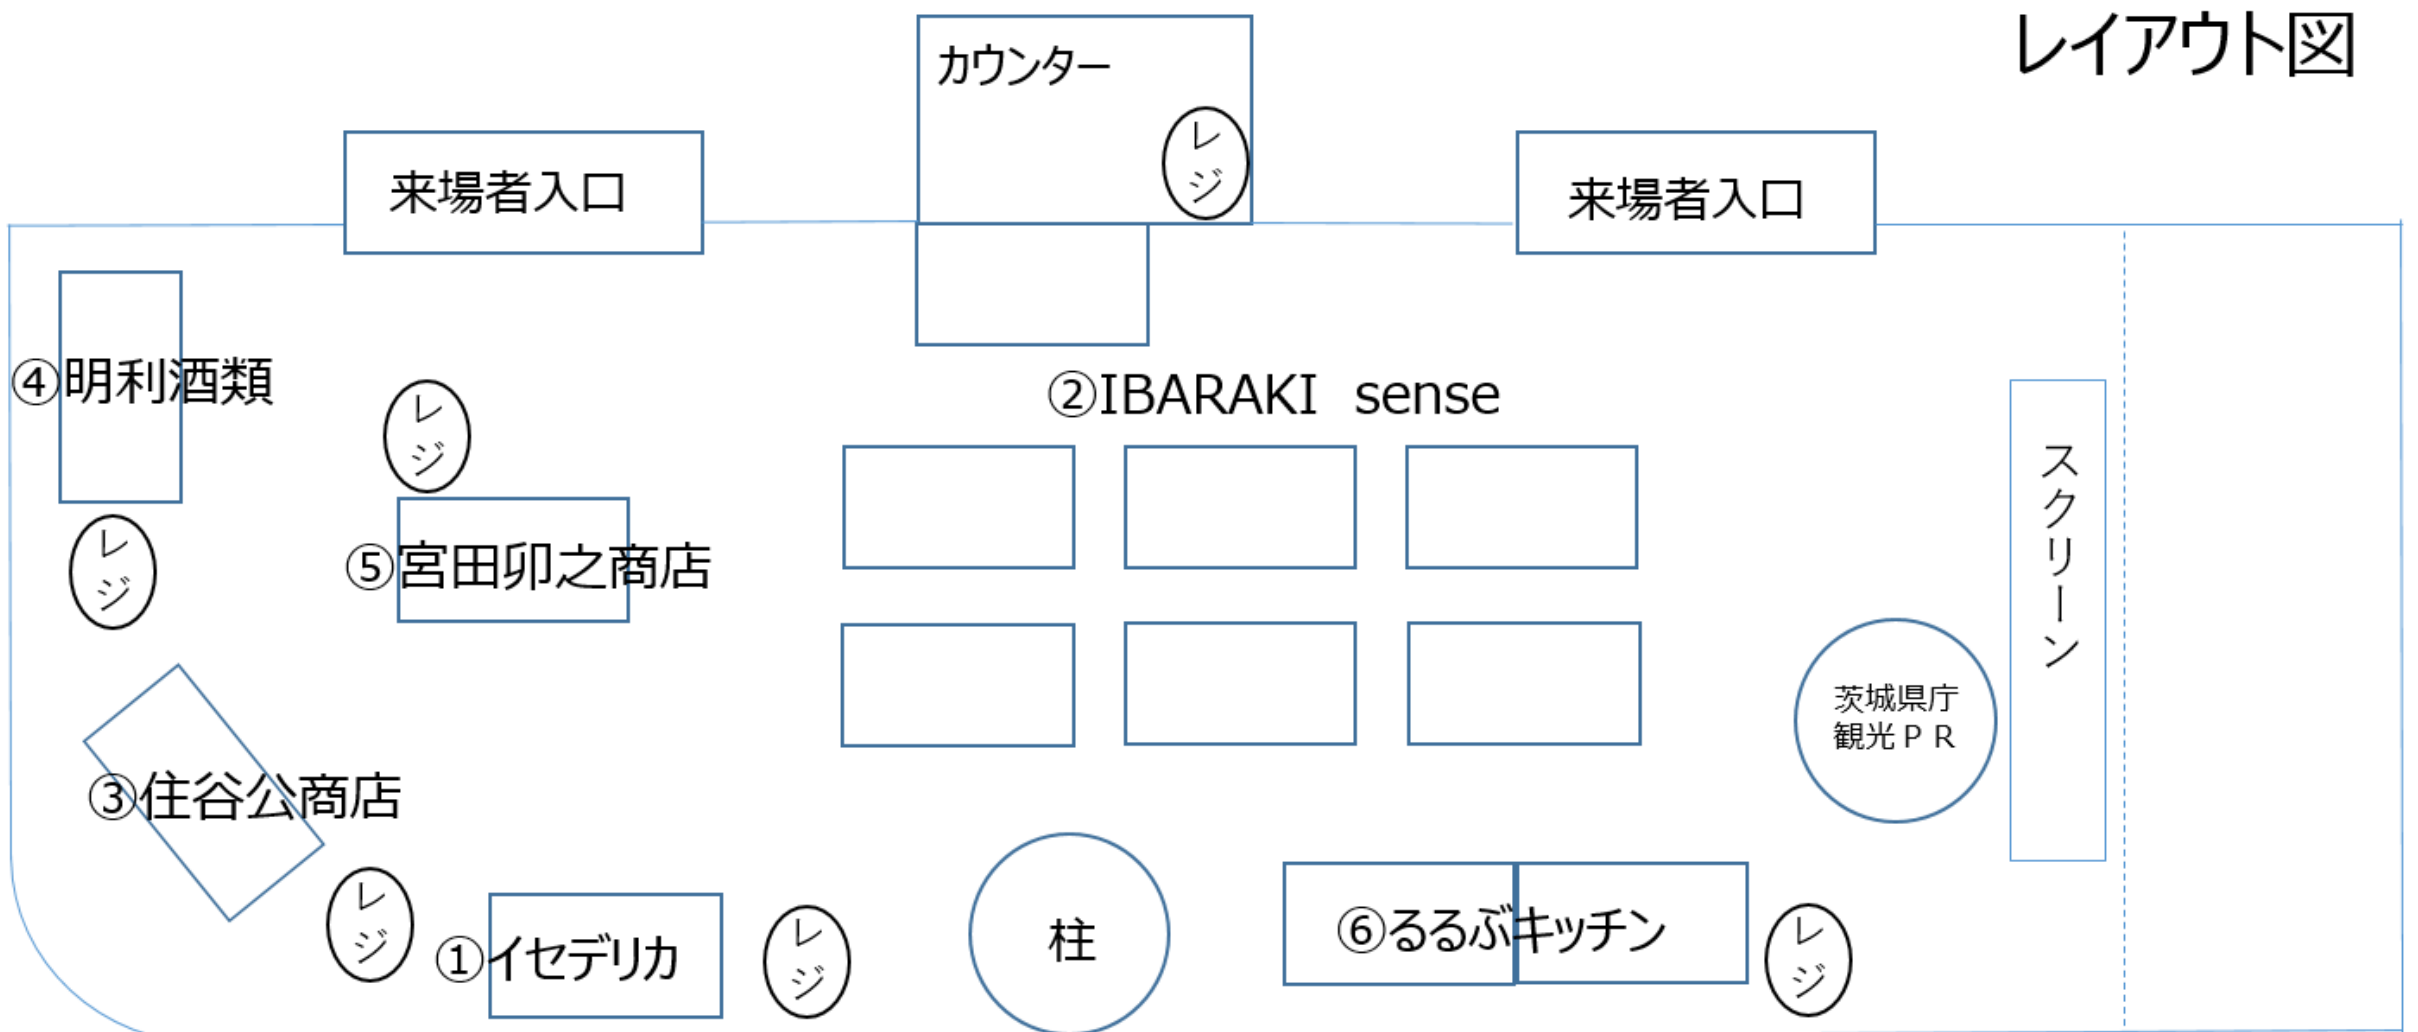 レイアウト図
カウンター
レジ
来場者入口
来場者入口
④明利酒類
レジ
②IBARAKI sense
スクリーン
レジ
⑤宮田卯之商店
茨城県庁
観光ＰＲ
③住谷公商店
レジ
①イセデリカ
レジ
柱
⑥るるぶキッチン
レジ